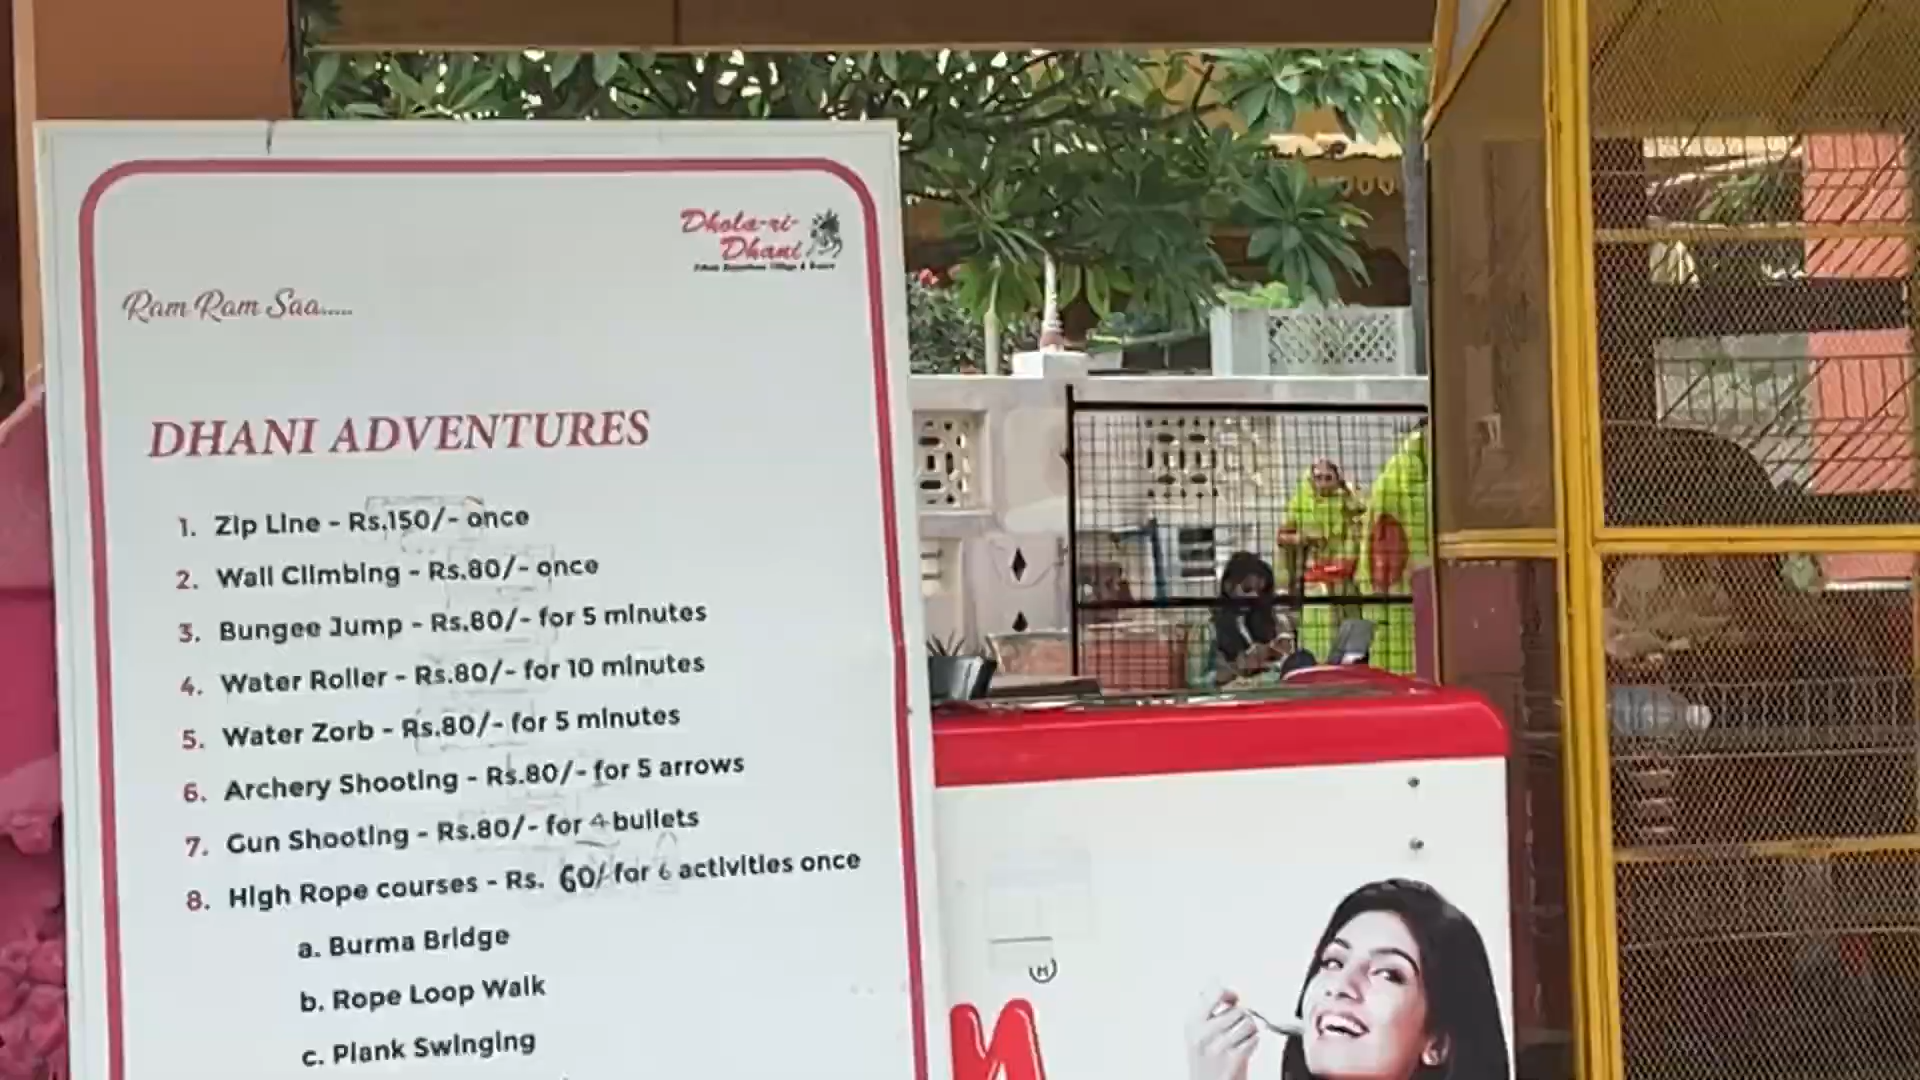 Dhola-ri-
Dhani
Ram Ram Saa.....
DHANI ADVENTURES
1. Zip Line - Rs.150/- once
2. Wall Climbing - Rs.80/- once
3. Bungee Jump - Rs.80/- for 5 minutes
4. Water Roller - Rs.80/- for 10 minutes
5. Water Zorb - Rs.80/- for 5 minutes
6. Archery Shooting - Rs.80/- for 5 arrows
7. Gun Shooting - Rs.80/- for 4 bullets
8. High Rope courses - Rs. 60/ for 6 activities once
a. Burma Bridge
b. Rope Loop Walk
c. Plank Swinging